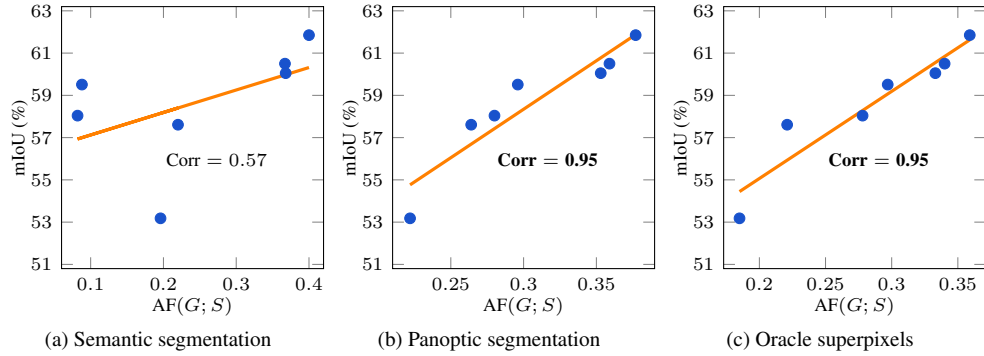 mIoU (%)
63
61
59
57
55
53
51
Corr = 0.57
0.1 0.2 0.3 0.4
AF(G; S)
(a) Semantic segmentation
mIoU (%)
63
61
59
57
55
53
51
Corr = 0.95
0.25 0.3 0.35
AF(G; S)
(b) Panoptic segmentation
mIoU (%)
63
61
59
57
55
53
51
Corr = 0.95
0.2 0.25 0.3 0.35
AF(G; S)
(c) Oracle superpixels